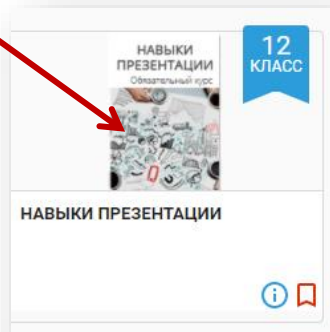 НАВЫКИ
ПРЕЗЕНТАЦИИ
Обязательный курс
12
КЛАСС
НАВЫКИ ПРЕЗЕНТАЦИИ